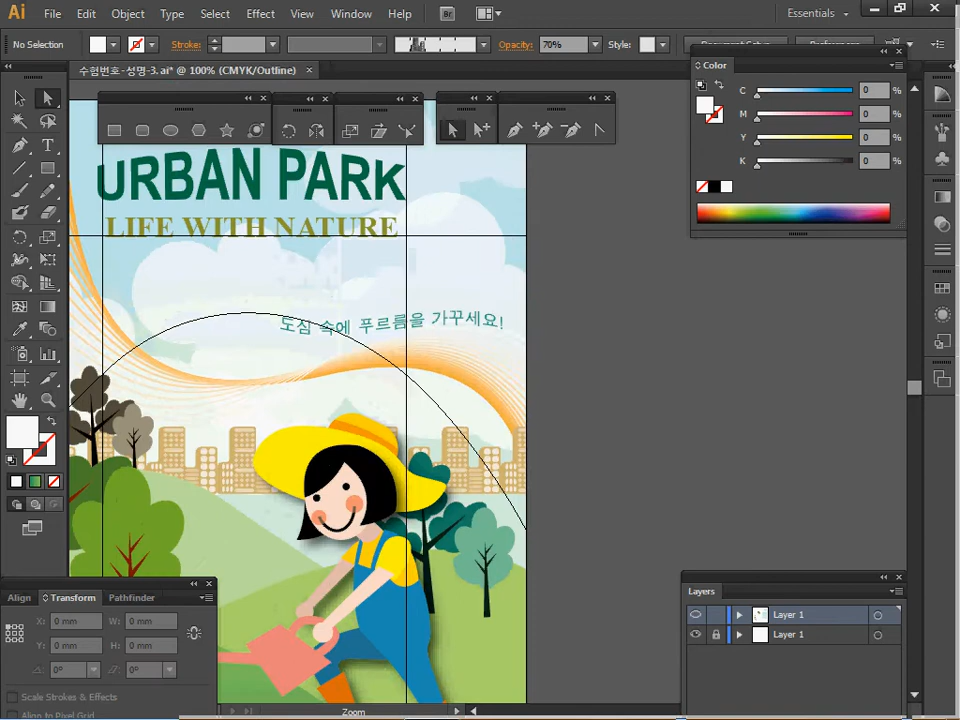 Ai File Edit Object Type Select Effect View Window Help Br Essentials
No Selection Stroke: Opacity: 70% Style: Document Setup Preferences
수험번호-성명-3.ai* @ 100% (CMYK/Outline)
Color
C 0 %
M 0 %
Y 0 %
K 0 %
URBAN PARK
LIFE WITH NATURE
도심 속에 푸르름을 가꾸세요!
Align Transform Pathfinder
X: 0 mm W: 0 mm
Y: 0 mm H: 0 mm
0° 0°
Scale Strokes & Effects
Align to Pixel Grid
Layers
Layer 1
Layer 1
Zoom